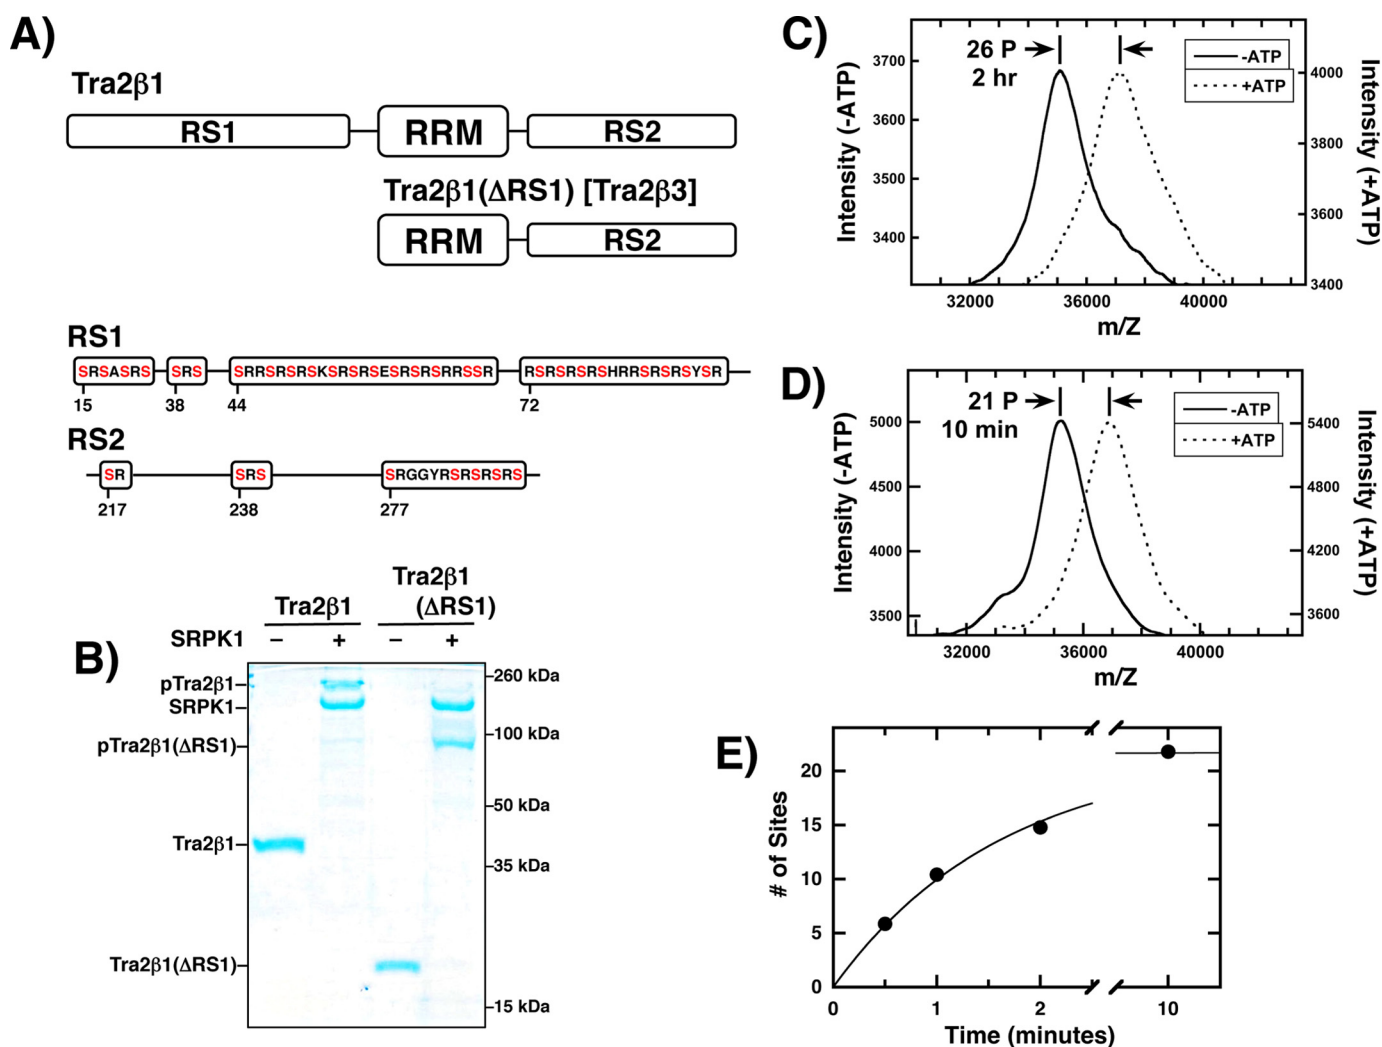 A)
Tra2β1
RS1
RRM
RS2
Tra2β1(ΔRS1) [Tra2β3]
RRM
RS2
RS1
SRSASRS
SRS
SRRSRSRSKSRSRSESRSRSRRSSR
RSRSRSRSHRRSRSRSYSR
15
38
44
72
RS2
SR
SRS
SRGGYRSRSRSRS
217
238
277
B)
Tra2β1
Tra2β1
(ΔRS1)
SRPK1
–
+
–
+
pTra2β1
SRPK1
pTra2β1(ΔRS1)
Tra2β1
Tra2β1(ΔRS1)
260 kDa
100 kDa
50 kDa
35 kDa
15 kDa
C)
26 P
2 hr
-ATP
+ATP
Intensity (-ATP)
3700
3600
3500
3400
Intensity (+ATP)
4000
3800
3600
3400
32000
36000
40000
m/Z
D)
21 P
10 min
-ATP
+ATP
Intensity (-ATP)
5000
4500
4000
3500
Intensity (+ATP)
5400
4800
4200
3600
32000
36000
40000
m/Z
E)
# of Sites
20
15
10
5
0
0
1
2
10
Time (minutes)